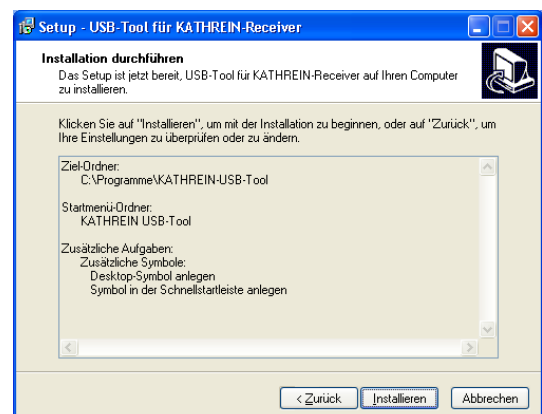 Setup - USB-Tool für KATHREIN-Receiver
Installation durchführen
Das Setup ist jetzt bereit, USB-Tool für KATHREIN-Receiver auf Ihren Computer
zu installieren.
Klicken Sie auf "Installieren", um mit der Installation zu beginnen, oder auf "Zurück", um
Ihre Einstellungen zu überprüfen oder zu ändern.
Ziel-Ordner:
C:\Programme\KATHREIN-USB-Tool
Startmenü-Ordner:
KATHREIN USB-Tool
Zusätzliche Aufgaben:
Zusätzliche Symbole:
Desktop-Symbol anlegen
Symbol in der Schnellstartleiste anlegen
< Zurück Installieren Abbrechen